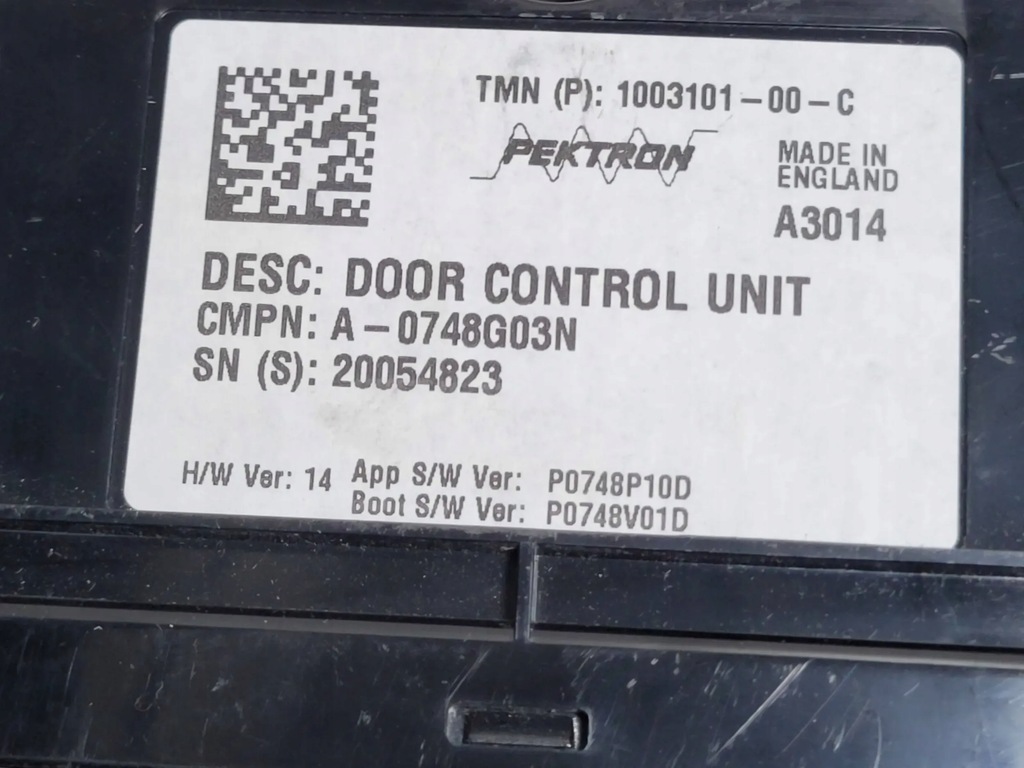 TMN (P): 1003101-00-C
PEKTRON
MADE IN
ENGLAND
A3014
DESC: DOOR CONTROL UNIT
CMPN: A-0748G03N
SN (S): 20054823
H/W Ver: 14 App S/W Ver: P0748P10D
Boot S/W Ver: P0748V01D